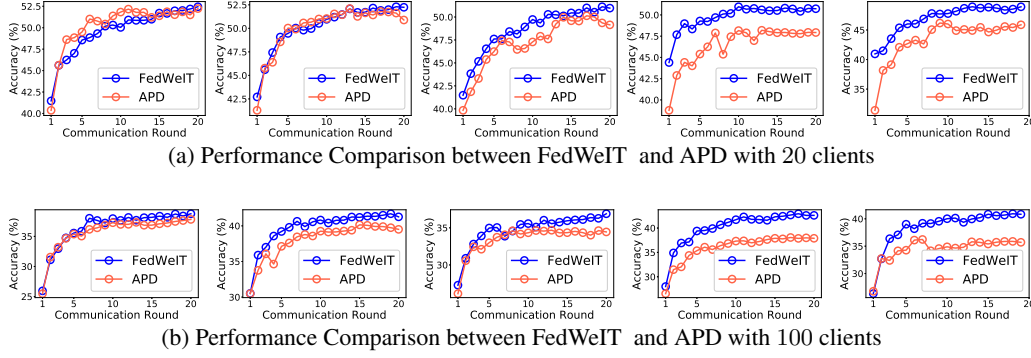 Accuracy (%)
52.5
50.0
47.5
45.0
42.5
40.0
FedWeIT
APD
1 5 10 15 20
Communication Round
Accuracy (%)
52.5
50.0
47.5
45.0
42.5
FedWeIT
APD
1 5 10 15 20
Communication Round
Accuracy (%)
50.0
47.5
45.0
42.5
40.0
FedWeIT
APD
1 5 10 15 20
Communication Round
Accuracy (%)
50.0
47.5
45.0
42.5
40.0
FedWeIT
APD
1 5 10 15 20
Communication Round
Accuracy (%)
45
40
35
FedWeIT
APD
1 5 10 15 20
Communication Round
(a) Performance Comparison between FedWeIT and APD with 20 clients
Accuracy (%)
35
30
25
FedWeIT
APD
1 5 10 15 20
Communication Round
Accuracy (%)
40
35
30
FedWeIT
APD
1 5 10 15 20
Communication Round
Accuracy (%)
35
30
FedWeIT
APD
1 5 10 15 20
Communication Round
Accuracy (%)
40
35
30
FedWeIT
APD
1 5 10 15 20
Communication Round
Accuracy (%)
40
35
30
FedWeIT
APD
1 5 10 15 20
Communication Round
(b) Performance Comparison between FedWeIT and APD with 100 clients